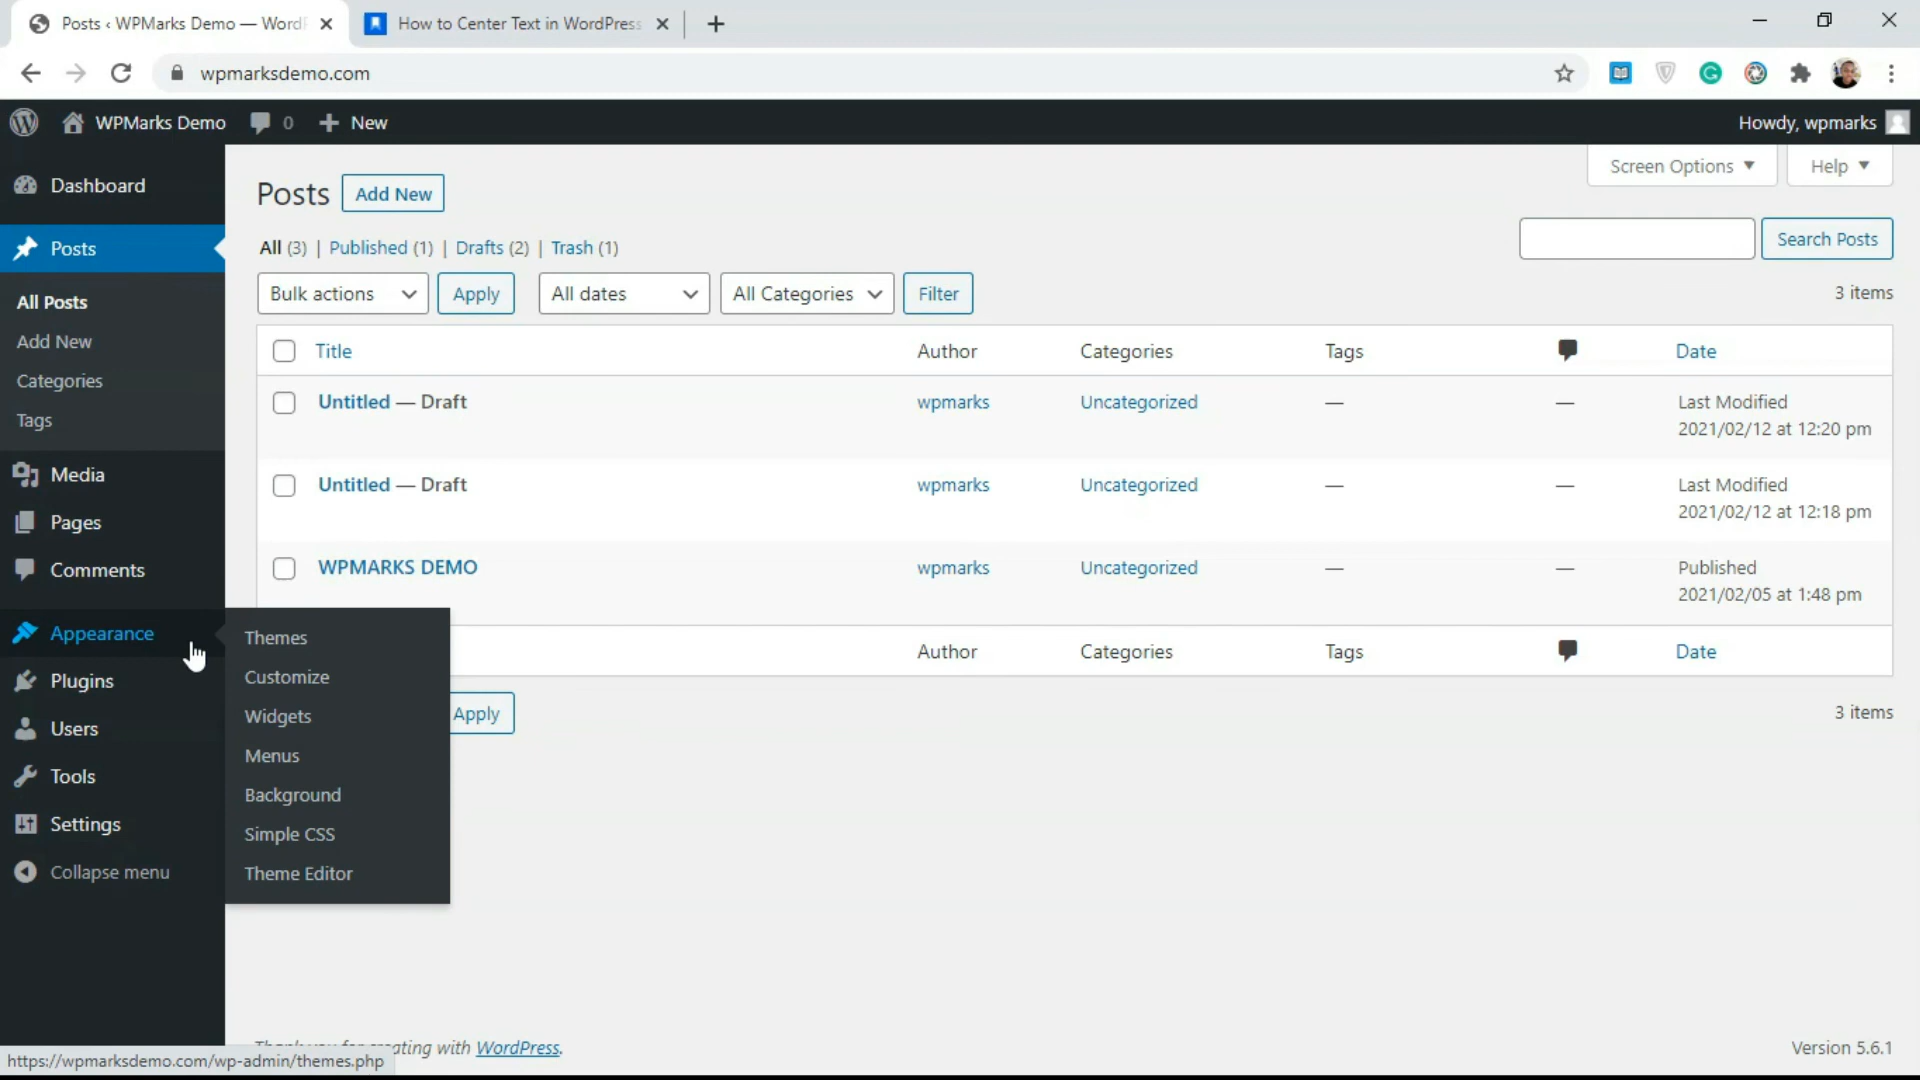 Posts ‹ WPMarks Demo — Word
How to Center Text in WordPress
wpmarksdemo.com
WPMarks Demo
0
New
Howdy, wpmarks
Dashboard
Posts
All Posts
Add New
Categories
Tags
Media
Pages
Comments
Appearance
Plugins
Users
Tools
Settings
Collapse menu
Themes
Customize
Widgets
Menus
Background
Simple CSS
Theme Editor
Screen Options
Help
Posts
Add New
All (3) | Published (1) | Drafts (2) | Trash (1)
Search Posts
Bulk actions
Apply
All dates
All Categories
Filter
3 items
Title Author Categories Tags Date
Untitled — Draft wpmarks Uncategorized — — Last Modified
2021/02/12 at 12:20 pm
Untitled — Draft wpmarks Uncategorized — — Last Modified
2021/02/12 at 12:18 pm
WPMARKS DEMO wpmarks Uncategorized — — Published
2021/02/05 at 1:48 pm
Author Categories Tags Date
Apply
3 items
ating with WordPress.
Version 5.6.1
https://wpmarksdemo.com/wp-admin/themes.php